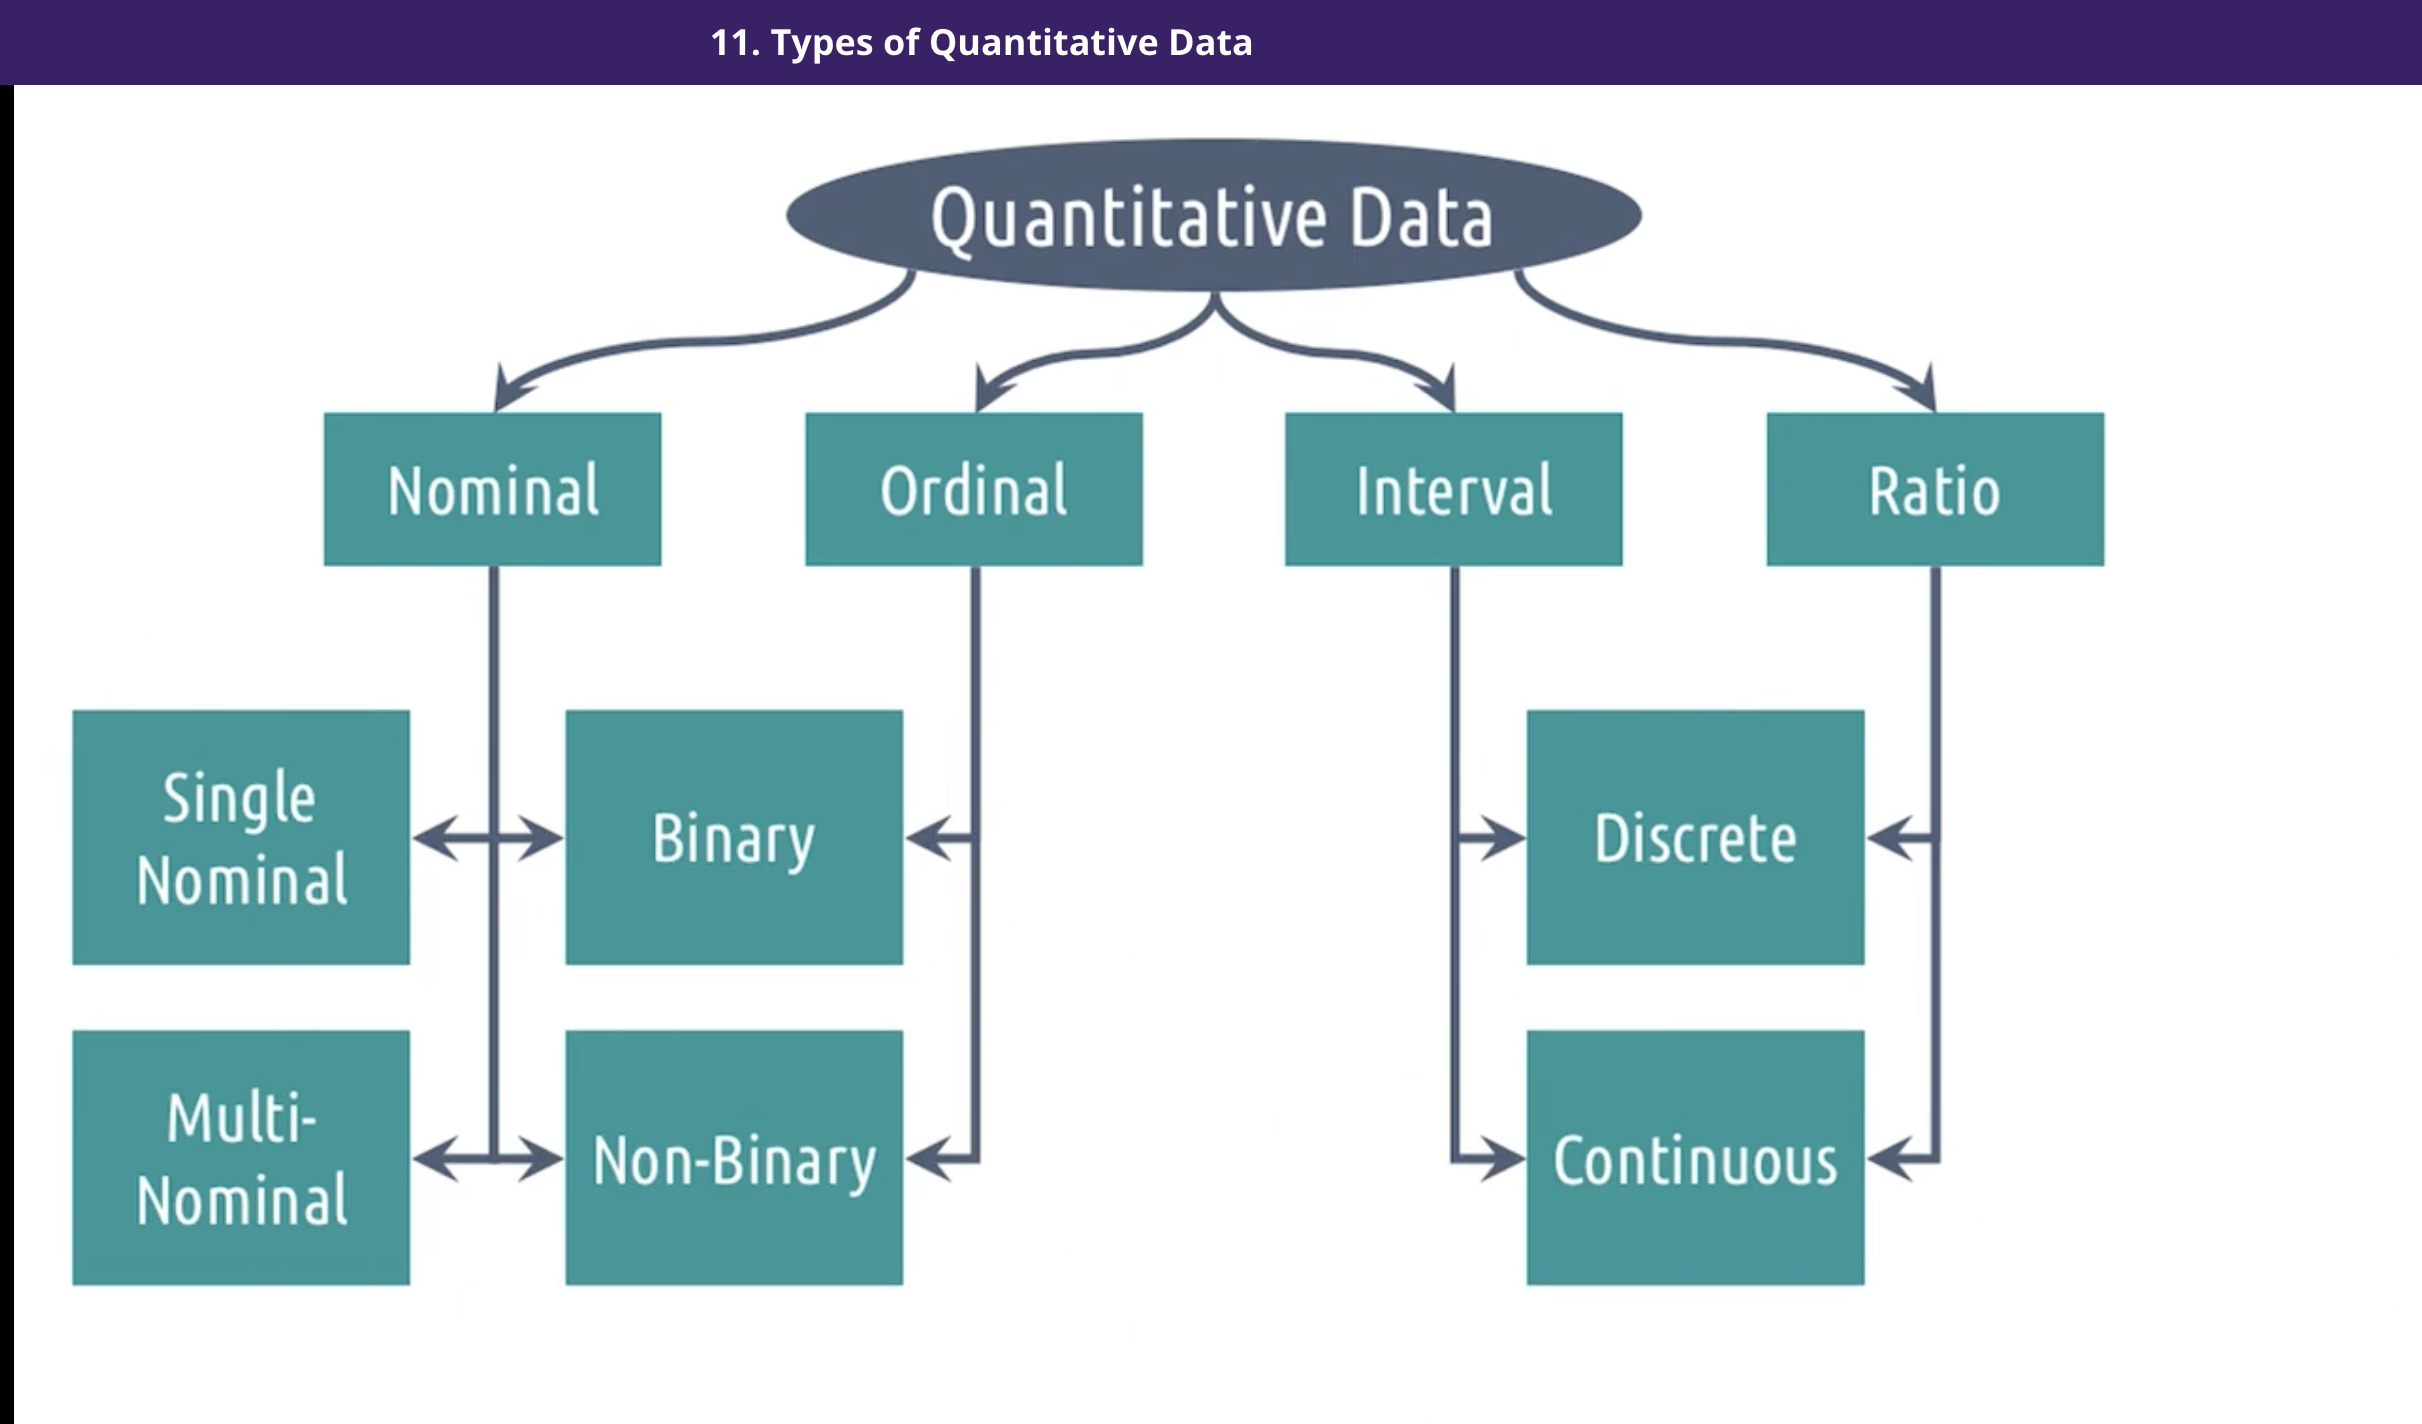 11. Types of Quantitative Data
Quantitative Data
Nominal
Ordinal
Interval
Ratio
Single
Nominal
Binary
Discrete
Multi-
Nominal
Non-Binary
Continuous